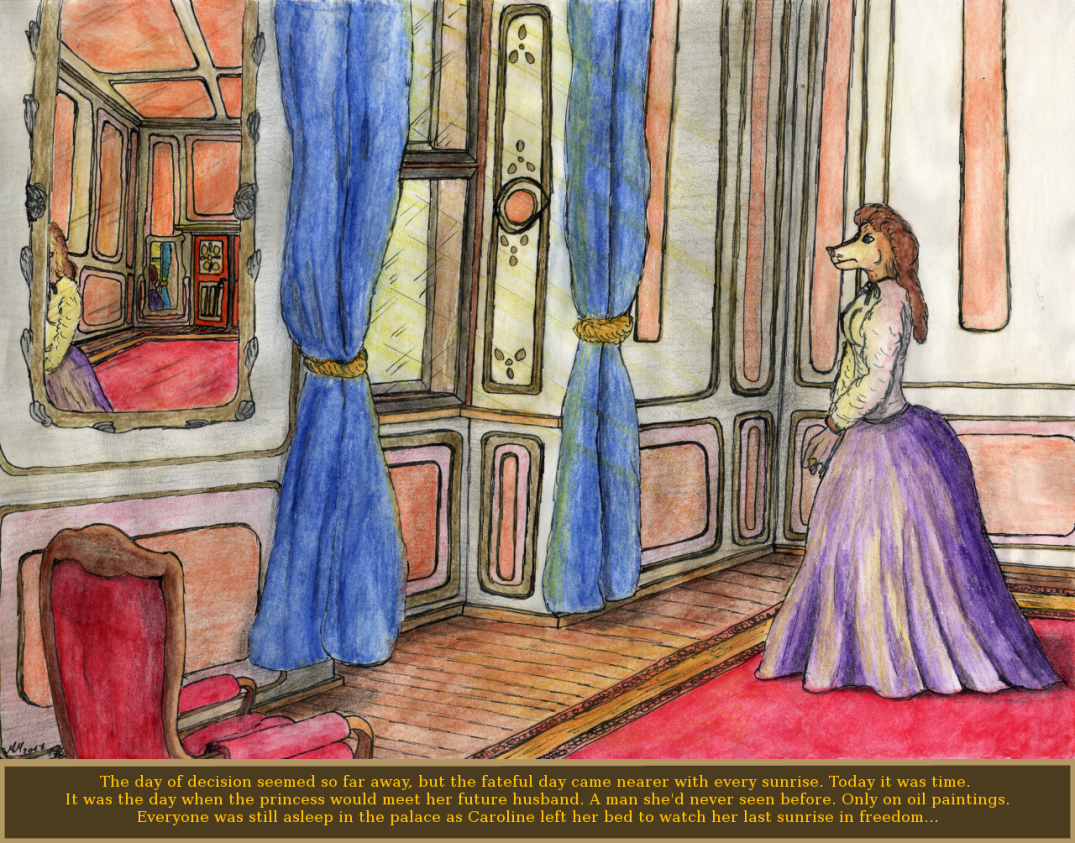 The day of decision seemed so far away, but the fateful day came nearer with every sunrise. Today it was time.
It was the day when the princess would meet her future husband. A man she'd never seen before. Only on oil paintings.
Everyone was still asleep in the palace as Caroline left her bed to watch her last sunrise in freedom...